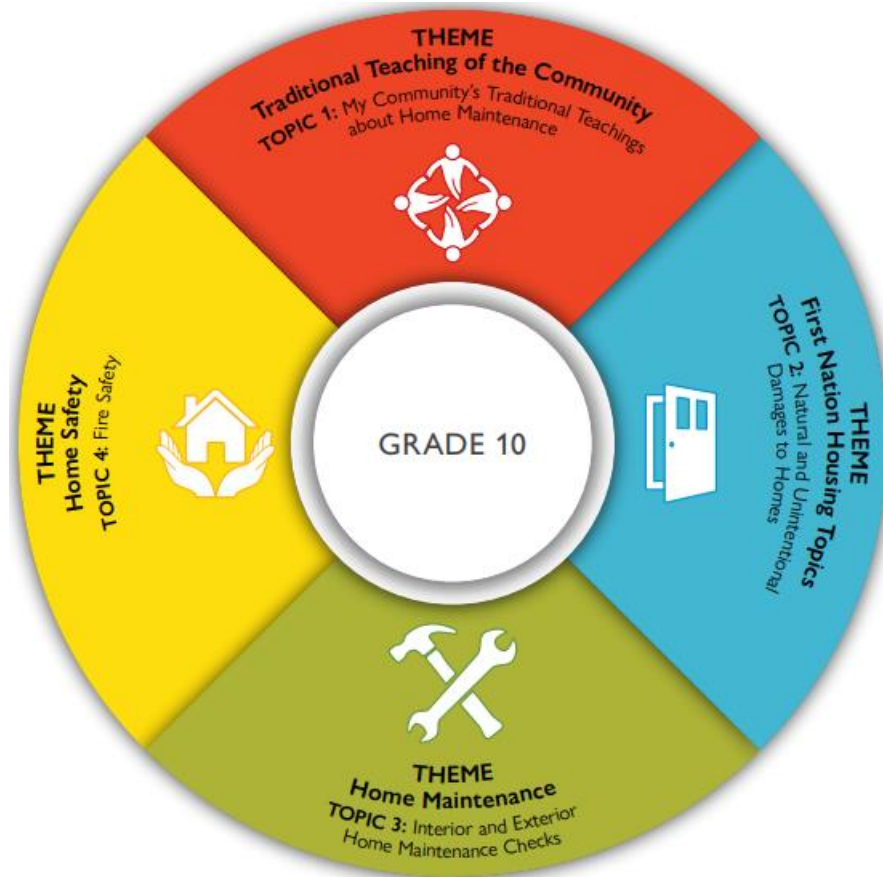 THEME
Traditional Teaching of the Community
TOPIC 1: My Community's Traditional Teachings
about Home Maintenance
THEME
First Nation Housing Topics
TOPIC 2: Natural and Unintentional
Damages to Homes
THEME
Home Maintenance
TOPIC 3: Interior and Exterior
Home Maintenance Checks
THEME
Home Safety
TOPIC 4: Fire Safety
GRADE 10